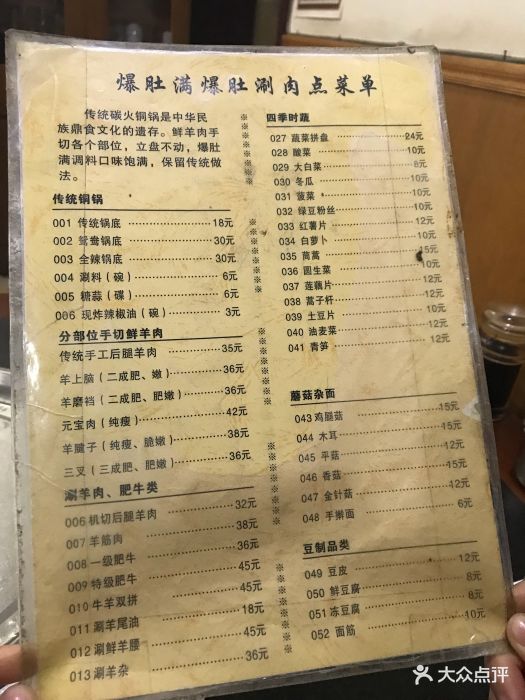 爆肚满爆肚涮肉点菜单
传统碳火铜锅是中华民
族鼎食文化的遗存。鲜羊肉手
切各个部位，立盘不动，爆肚
满调料口味饱满，保留传统做
法。
传统铜锅
001 传统锅底 18元
002 鸳鸯锅底 30元
003 全辣锅底 30元
004 涮料（碗） 6元
005 糖蒜（碟） 6元
006 现炸辣椒油（碗） 3元
分部位手切鲜羊肉
传统手工后腿羊肉 35元
羊上脑（二成肥、嫩） 36元
羊磨裆（二成肥、肥嫩） 36元
元宝肉（纯瘦） 42元
羊腱子（纯瘦、脆嫩） 38元
三叉（三成肥、肥嫩） 36元
涮羊肉、肥牛类
006 机切后腿羊肉 32元
007 羊筋肉 38元
008 一级肥牛 36元
009 特级肥牛 45元
010 牛羊双拼 45元
011 涮羊尾油 18元
012 涮鲜羊腰 45元
013 涮羊杂 36元
四季时蔬
027 蔬菜拼盘 24元
028 酸菜 10元
029 大白菜 8元
030 冬瓜 10元
031 菠菜 10元
032 绿豆粉丝 10元
033 红薯片 12元
034 白萝卜 10元
035 茼蒿 15元
036 圆生菜 10元
037 莲藕片 12元
038 蒿子杆 12元
039 土豆片 10元
040 油麦菜 12元
041 青笋 12元
蘑菇杂面
043 鸡腿菇 15元
044 木耳 15元
045 平菇 12元
046 香菇 15元
047 金针菇 15元
048 手擀面 6元
豆制品类
049 豆皮 12元
050 鲜豆腐 8元
051 冻豆腐 8元
052 面筋 10元
大众点评